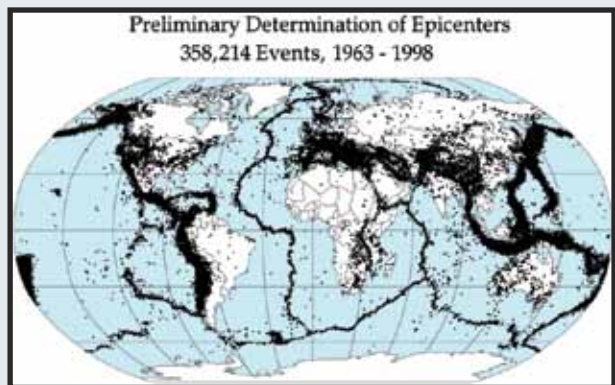 Preliminary Determination of Epicenters
358,214 Events, 1963 - 1998